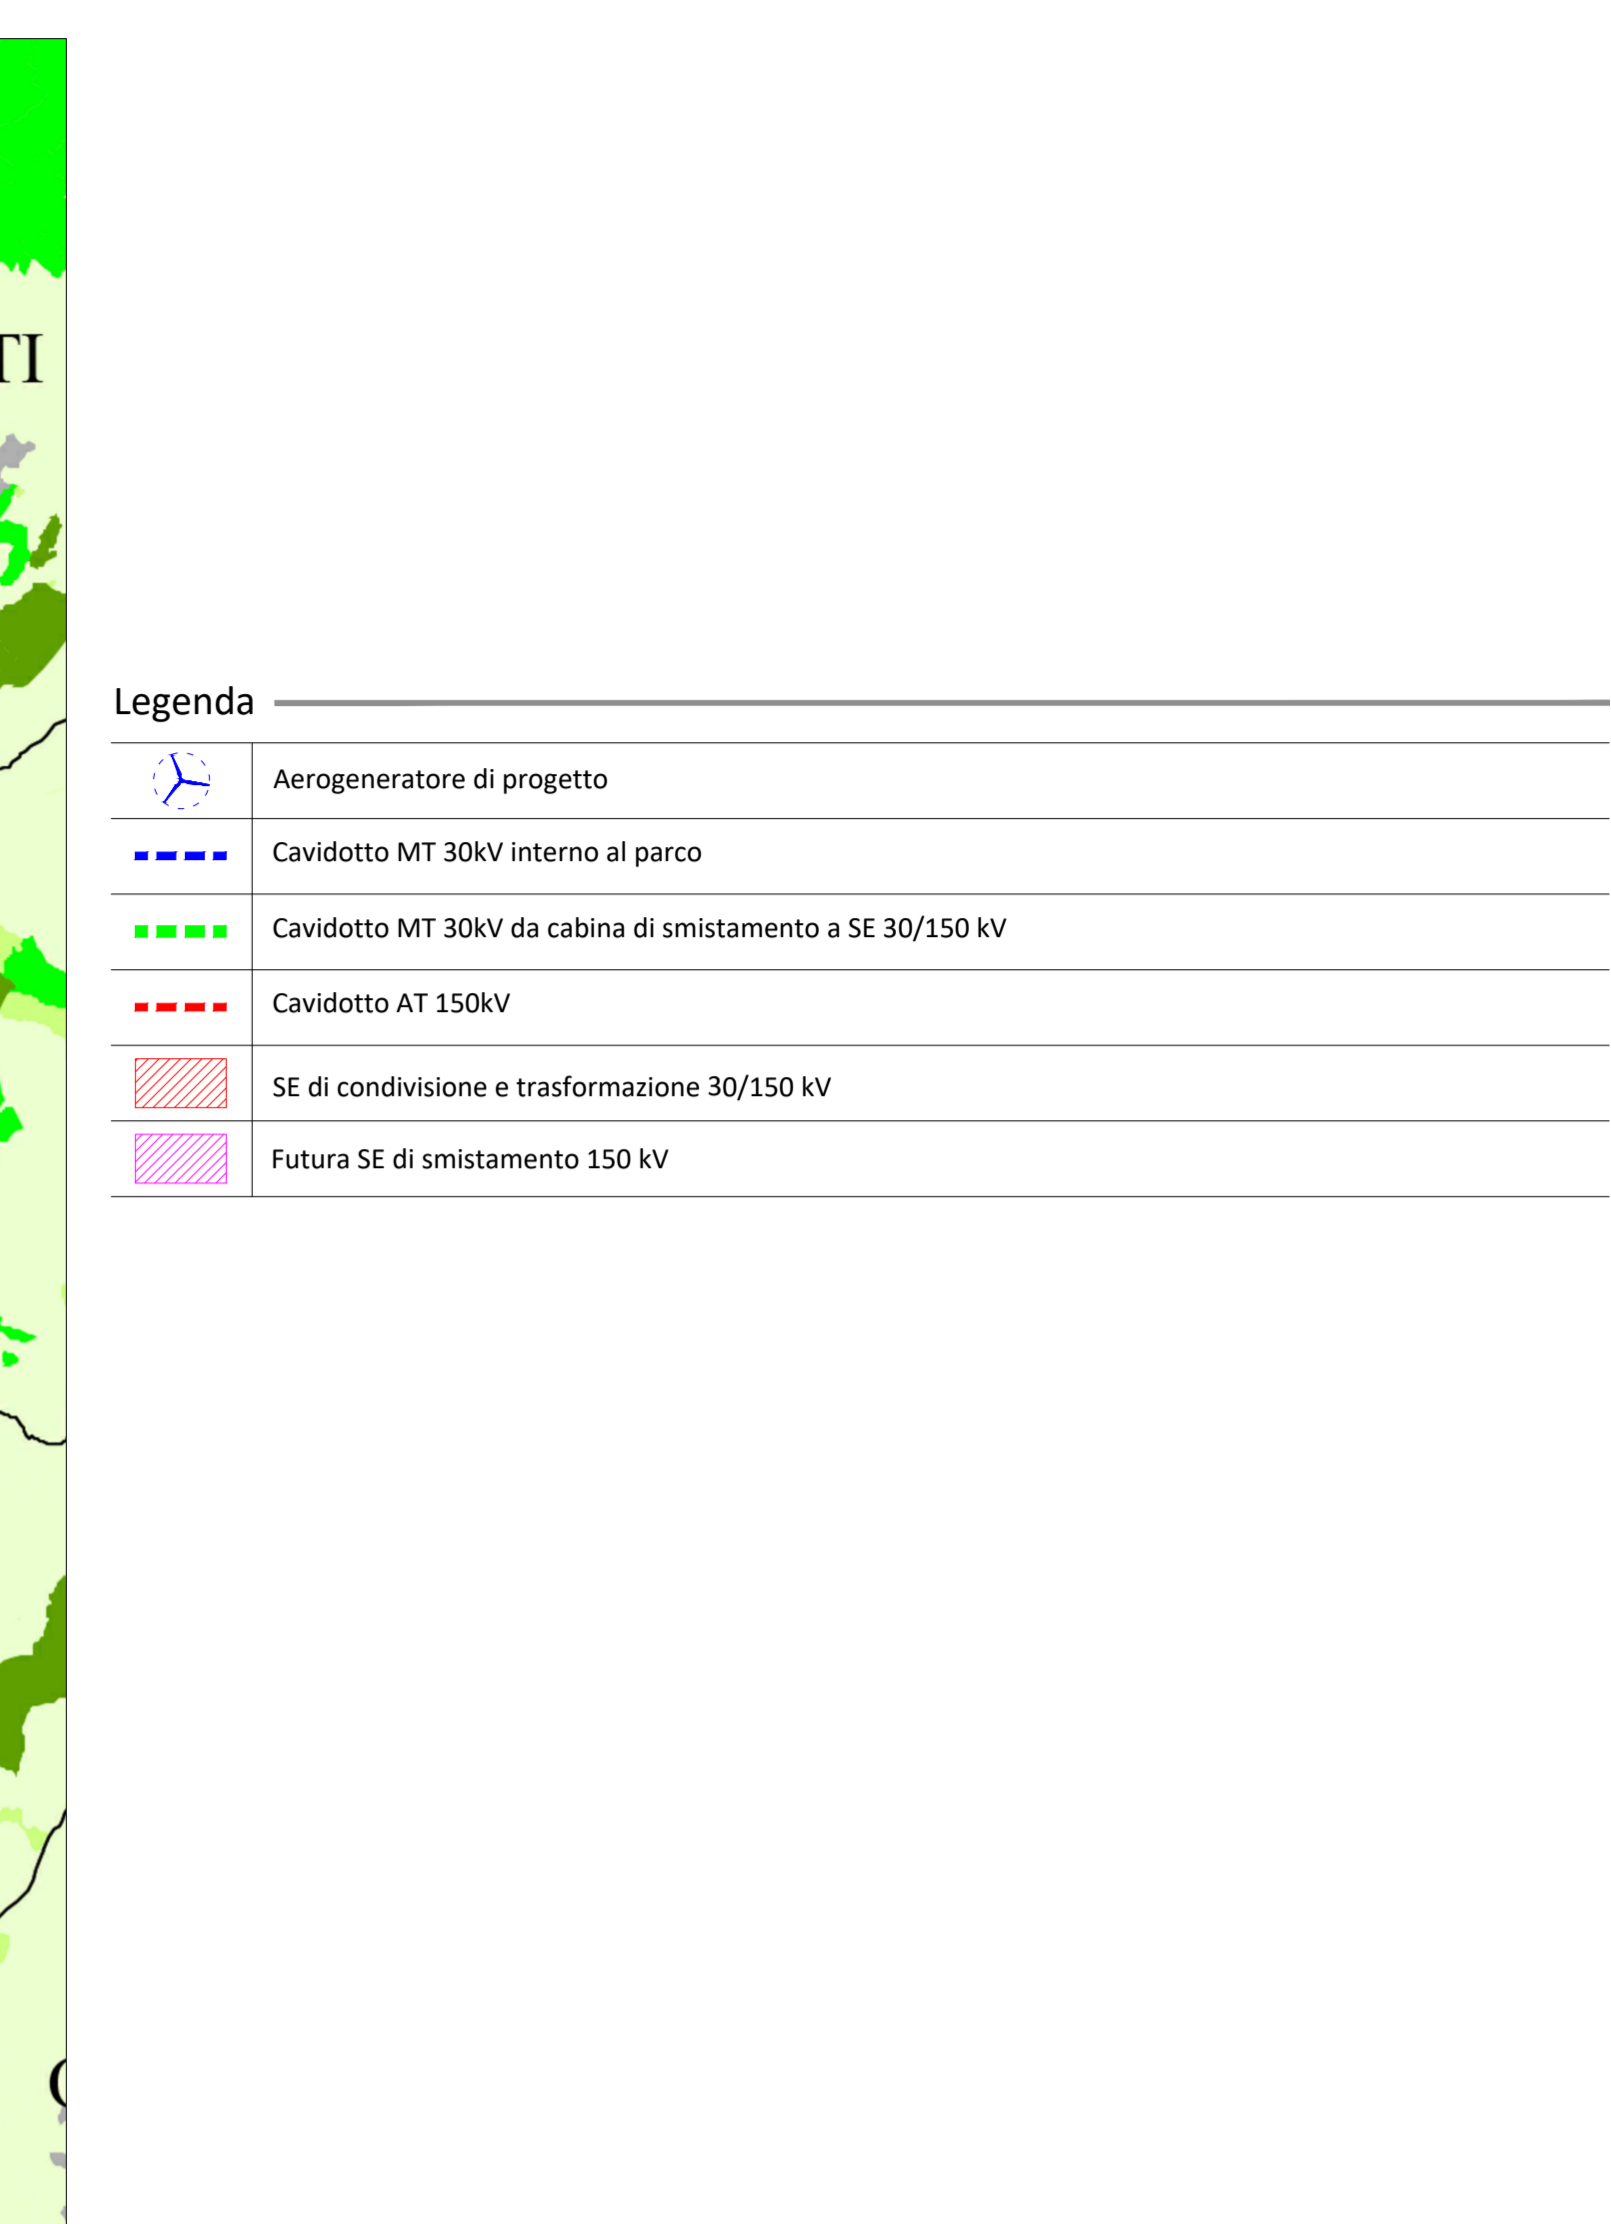 TI
Legenda
Aerogeneratore di progetto
Cavidotto MT 30kV interno al parco
Cavidotto MT 30kV da cabina di smistamento a SE 30/150 kV
Cavidotto AT 150kV
SE di condivisione e trasformazione 30/150 kV
Futura SE di smistamento 150 kV